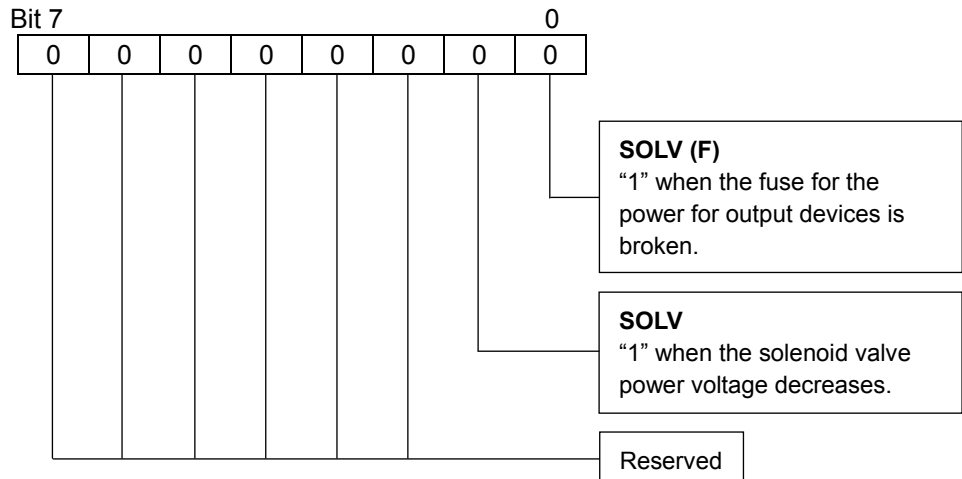 Bit 7 0
0 0 0 0 0 0 0 0
SOLV (F)
“1” when the fuse for the
power for output devices is
broken.
SOLV
“1” when the solenoid valve
power voltage decreases.
Reserved